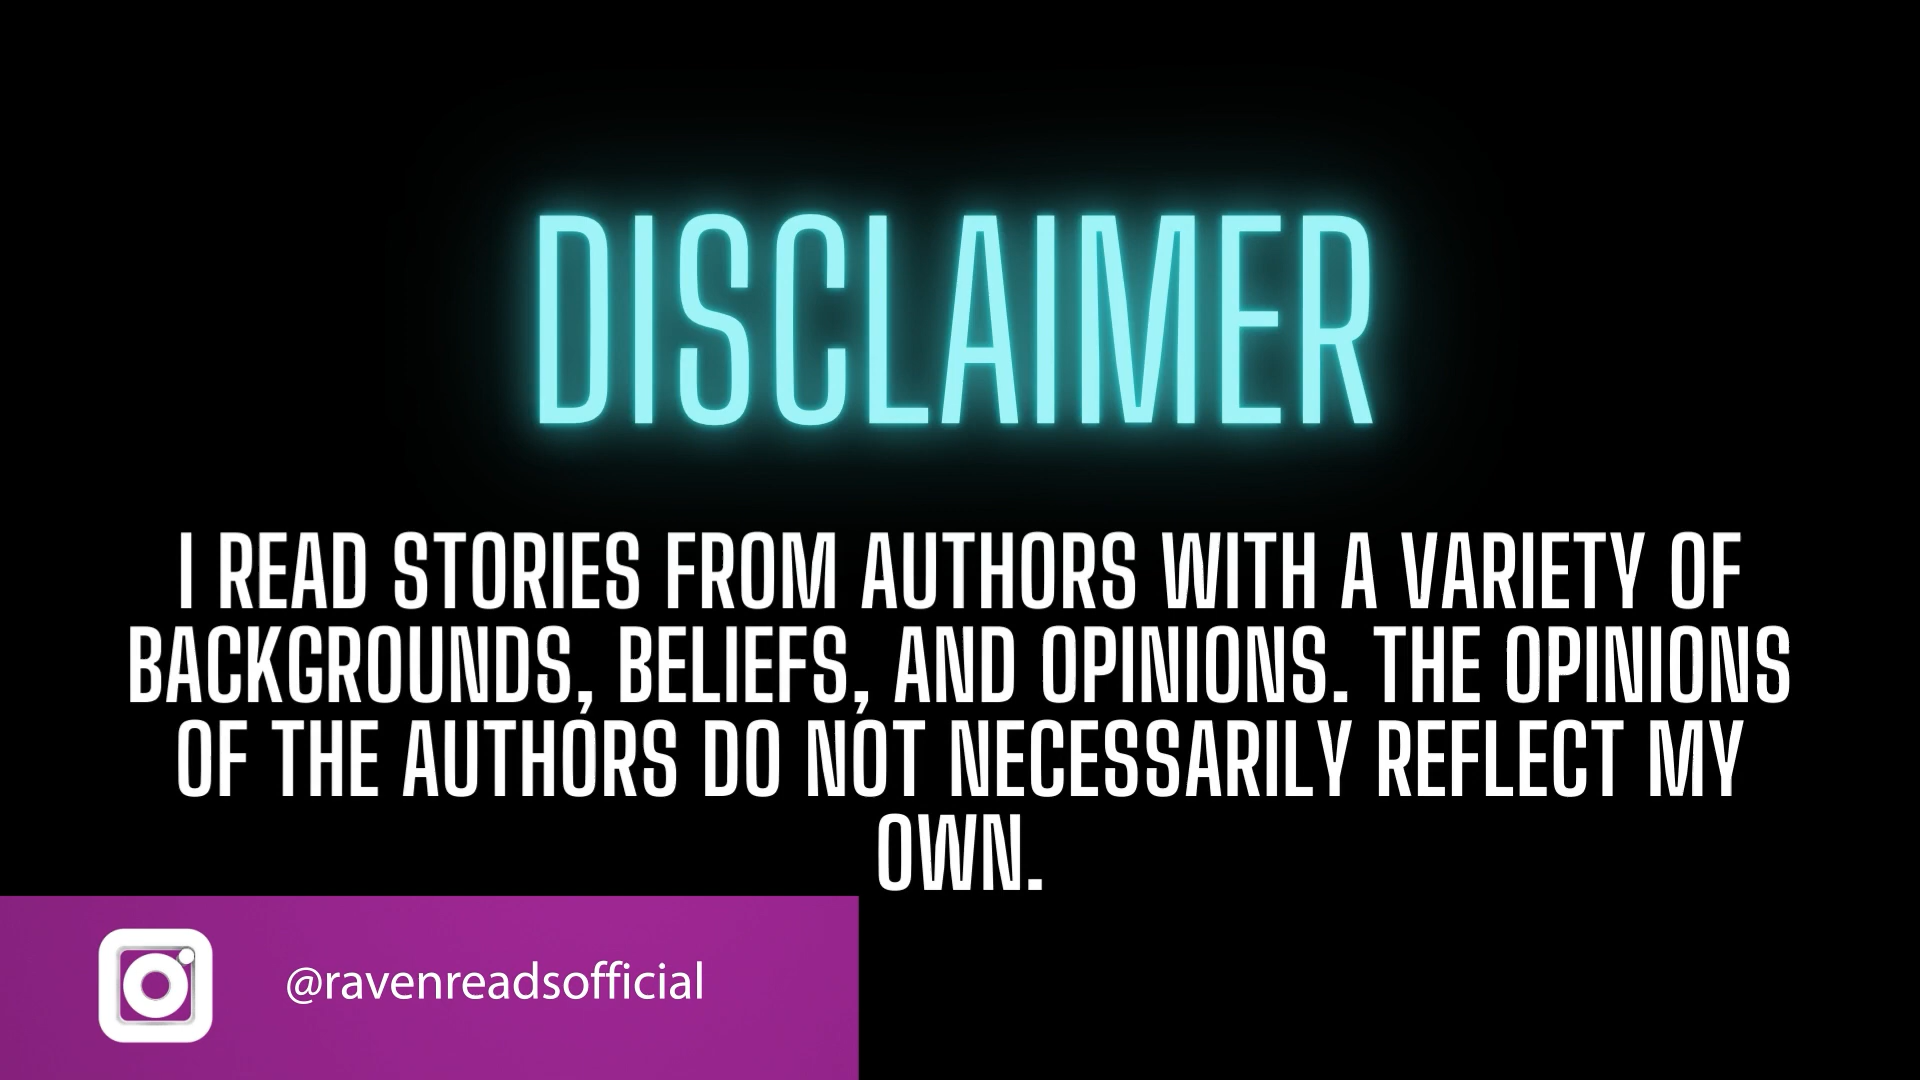 DISCLAIMER
I READ STORIES FROM AUTHORS WITH A VARIETY OF
BACKGROUNDS, BELIEFS, AND OPINIONS. THE OPINIONS
OF THE AUTHORS DO NOT NECESSARILY REFLECT MY
OWN.
@ravenreadsofficial